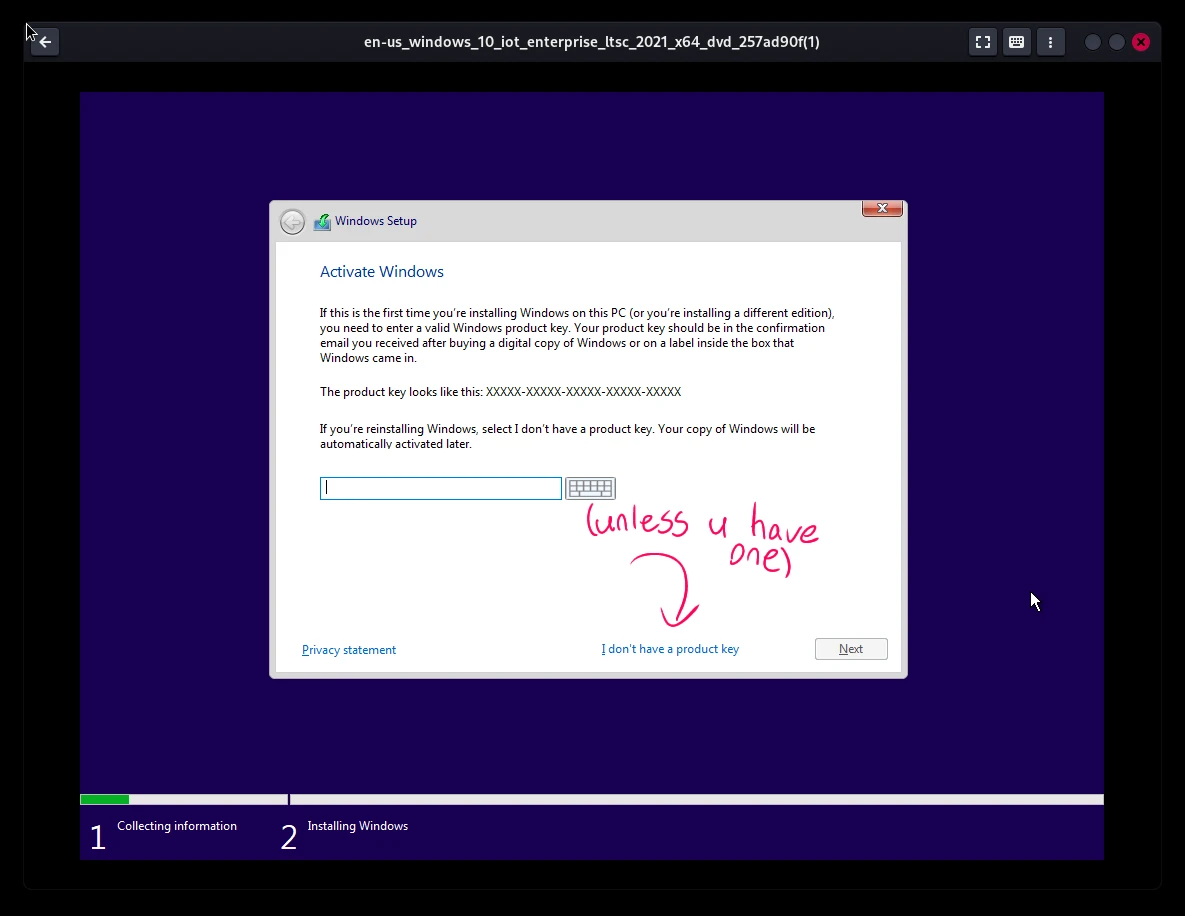 en-us_windows_10_iot_enterprise_ltsc_2021_x64_dvd_257ad90f(1)
Windows Setup
Activate Windows
If this is the first time you're installing Windows on this PC (or you're installing a different edition),
you need to enter a valid Windows product key. Your product key should be in the confirmation
email you received after buying a digital copy of Windows or on a label inside the box that
Windows came in.
The product key looks like this: XXXXX-XXXXX-XXXXX-XXXXX-XXXXX
If you're reinstalling Windows, select I don't have a product key. Your copy of Windows will be
automatically activated later.
(unless u have
one)
Privacy statement
I don't have a product key
Next
1 Collecting information
2 Installing Windows